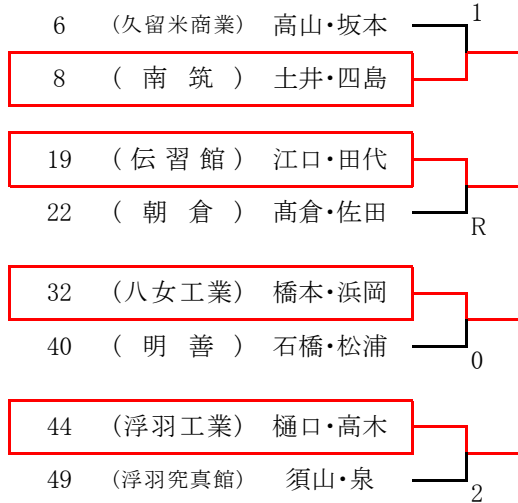 6 (久留米商業) 高山・坂本 1
8 (南筑) 土井・四島
19 (伝習館) 江口・田代
22 (朝倉) 髙倉・佐田 R
32 (八女工業) 橋本・浜岡
40 (明善) 石橋・松浦 0
44 (浮羽工業) 樋口・高木
49 (浮羽究真館) 須山・泉 2